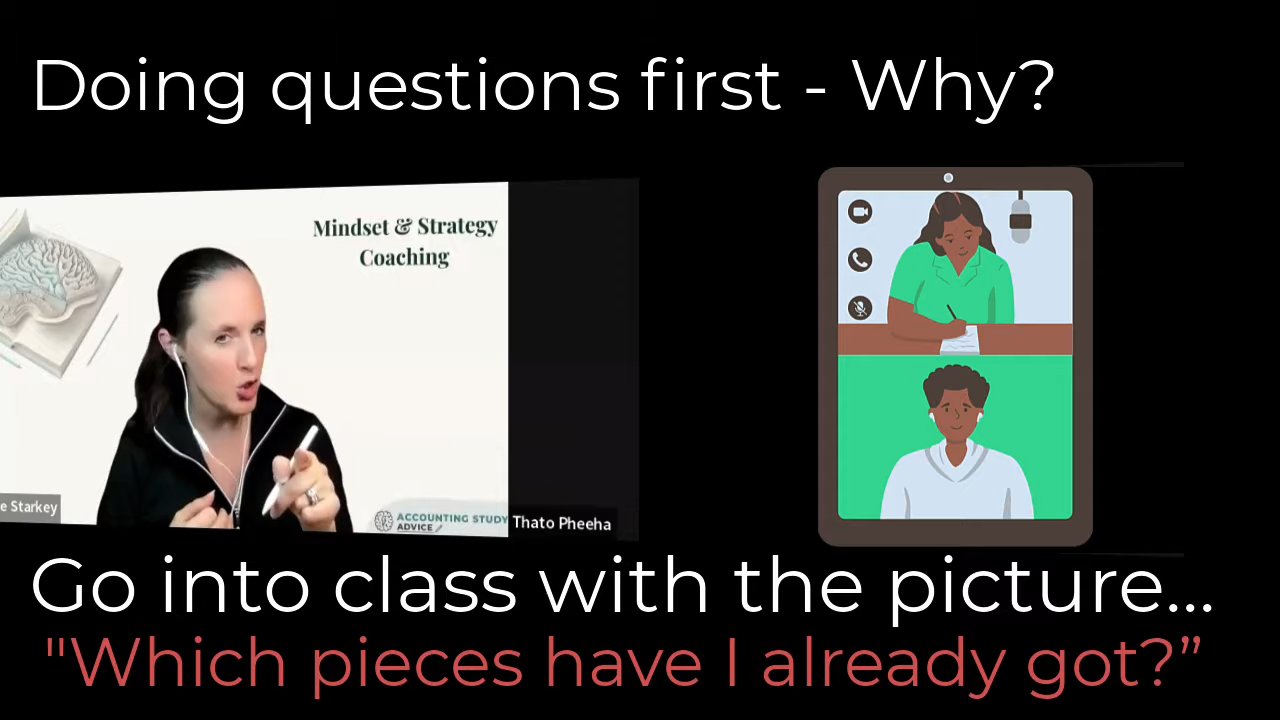 Doing questions first - Why?
Mindset & Strategy
Coaching
e Starkey
ACCOUNTING STUDY
ADVICE
Thato Pheeha
Go into class with the picture...
"Which pieces have I already got?”